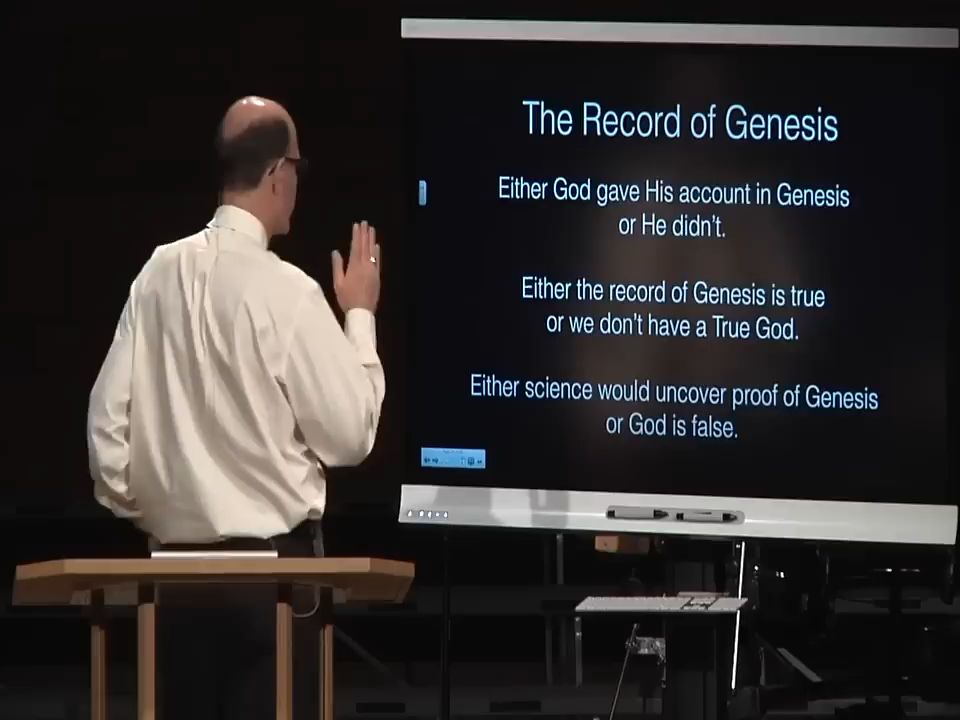 The Record of Genesis
Either God gave His account in Genesis
or He didn't.
Either the record of Genesis is true
or we don't have a True God.
Either science would uncover proof of Genesis
or God is false.